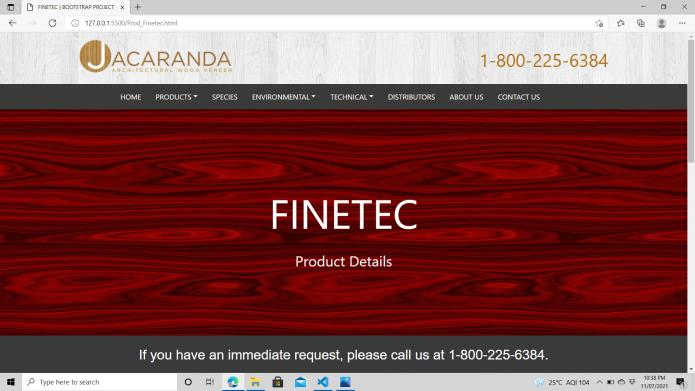 FINETEC | BOOTSTRAP PROJECT
127.0.0.1:5500/Prod_Finetec.html
JACARANDA
ARCHITECTURAL WOOD VENEER
1-800-225-6384
HOME PRODUCTS SPECIES ENVIRONMENTAL TECHNICAL DISTRIBUTORS ABOUT US CONTACT US
FINETEC
Product Details
If you have an immediate request, please call us at 1-800-225-6384.
Type here to search
25°C AQI 104
10:38 PM
11/07/2021